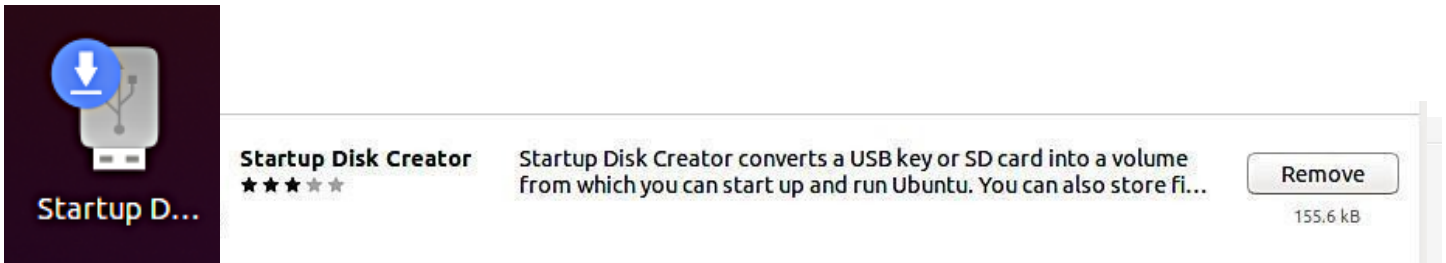 Startup D...
Startup Disk Creator
Startup Disk Creator converts a USB key or SD card into a volume
from which you can start up and run Ubuntu. You can also store fi...
Remove
155.6 kB